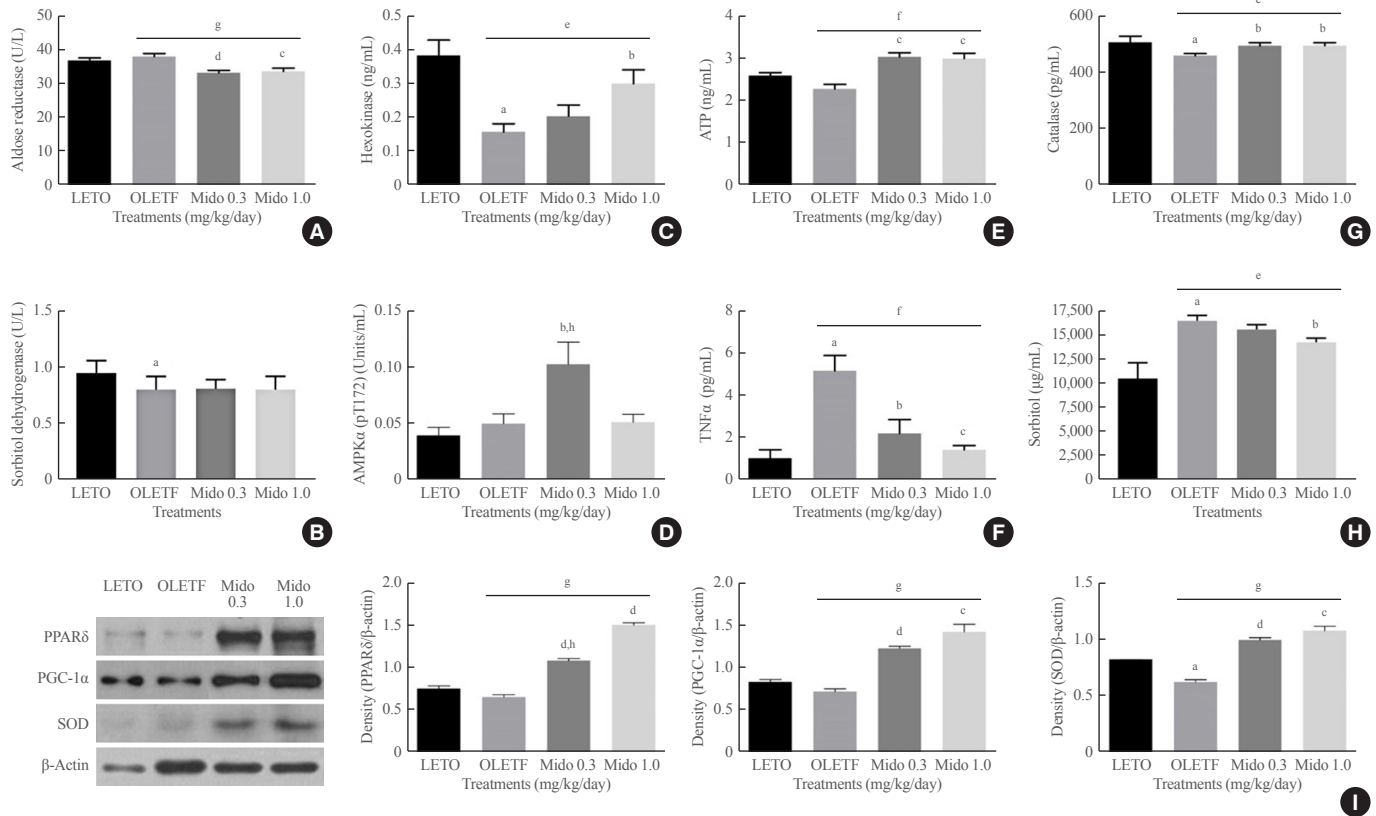 50
40
30
20
10
0
Aldose reductase (U/L)
g
d
c
LETO OLETF Mido 0.3 Mido 1.0
Treatments (mg/kg/day)
A
0.5
0.4
0.3
0.2
0.1
0
Hexokinase (ng/mL)
e
a
b
LETO OLETF Mido 0.3 Mido 1.0
Treatments (mg/kg/day)
C
4
3
2
1
0
ATP (ng/mL)
f
c
c
LETO OLETF Mido 0.3 Mido 1.0
Treatments (mg/kg/day)
E
600
400
200
0
Catalase (pg/mL)
a
b
b
LETO OLETF Mido 0.3 Mido 1.0
Treatments (mg/kg/day)
G
1.5
1.0
0.5
0
Sorbitol dehydrogenase (U/L)
a
LETO OLETF Mido 0.3 Mido 1.0
Treatments
B
0.15
0.10
0.05
0
AMPKα (pT172) (Units/mL)
b,h
LETO OLETF Mido 0.3 Mido 1.0
Treatments (mg/kg/day)
D
8
6
4
2
0
TNFα (pg/mL)
f
a
b
c
LETO OLETF Mido 0.3 Mido 1.0
Treatments (mg/kg/day)
F
17,500
15,000
12,500
10,000
7,500
5,000
2,500
0
Sorbitol (μg/mL)
e
a
b
LETO OLETF Mido 0.3 Mido 1.0
Treatments
H
LETO OLETF Mido Mido
0.3 1.0
PPARδ
PGC-1α
SOD
β-Actin
2.0
1.5
1.0
0.5
0
Density (PPARδ/β-actin)
g
d,h
d
LETO OLETF Mido 0.3 Mido 1.0
Treatments (mg/kg/day)
2.0
1.5
1.0
0.5
0
Density (PGC-1α/β-actin)
g
d
c
LETO OLETF Mido 0.3 Mido 1.0
Treatments (mg/kg/day)
1.5
1.0
0.5
0
Density (SOD/β-actin)
g
a
d
c
LETO OLETF Mido 0.3 Mido 1.0
Treatments (mg/kg/day)
I